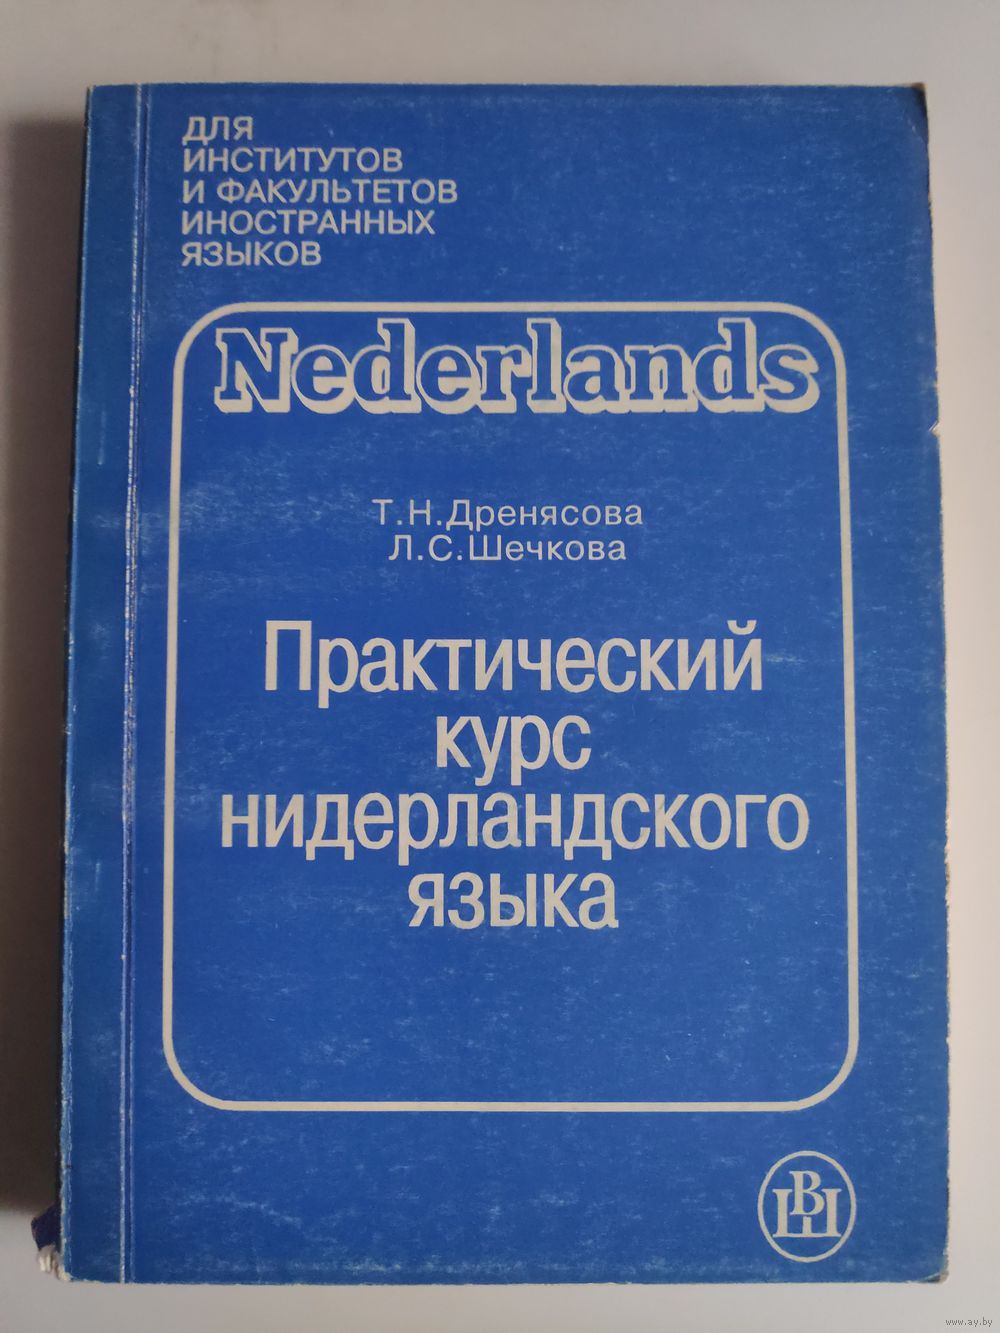 ДЛЯ
ИНСТИТУТОВ
И ФАКУЛЬТЕТОВ
ИНОСТРАННЫХ
ЯЗЫКОВ
Nederlands
Т.Н.Дренясова
Л.С.Шечкова
Практический
курс
нидерландского
языка
ВШ
www.ay.by